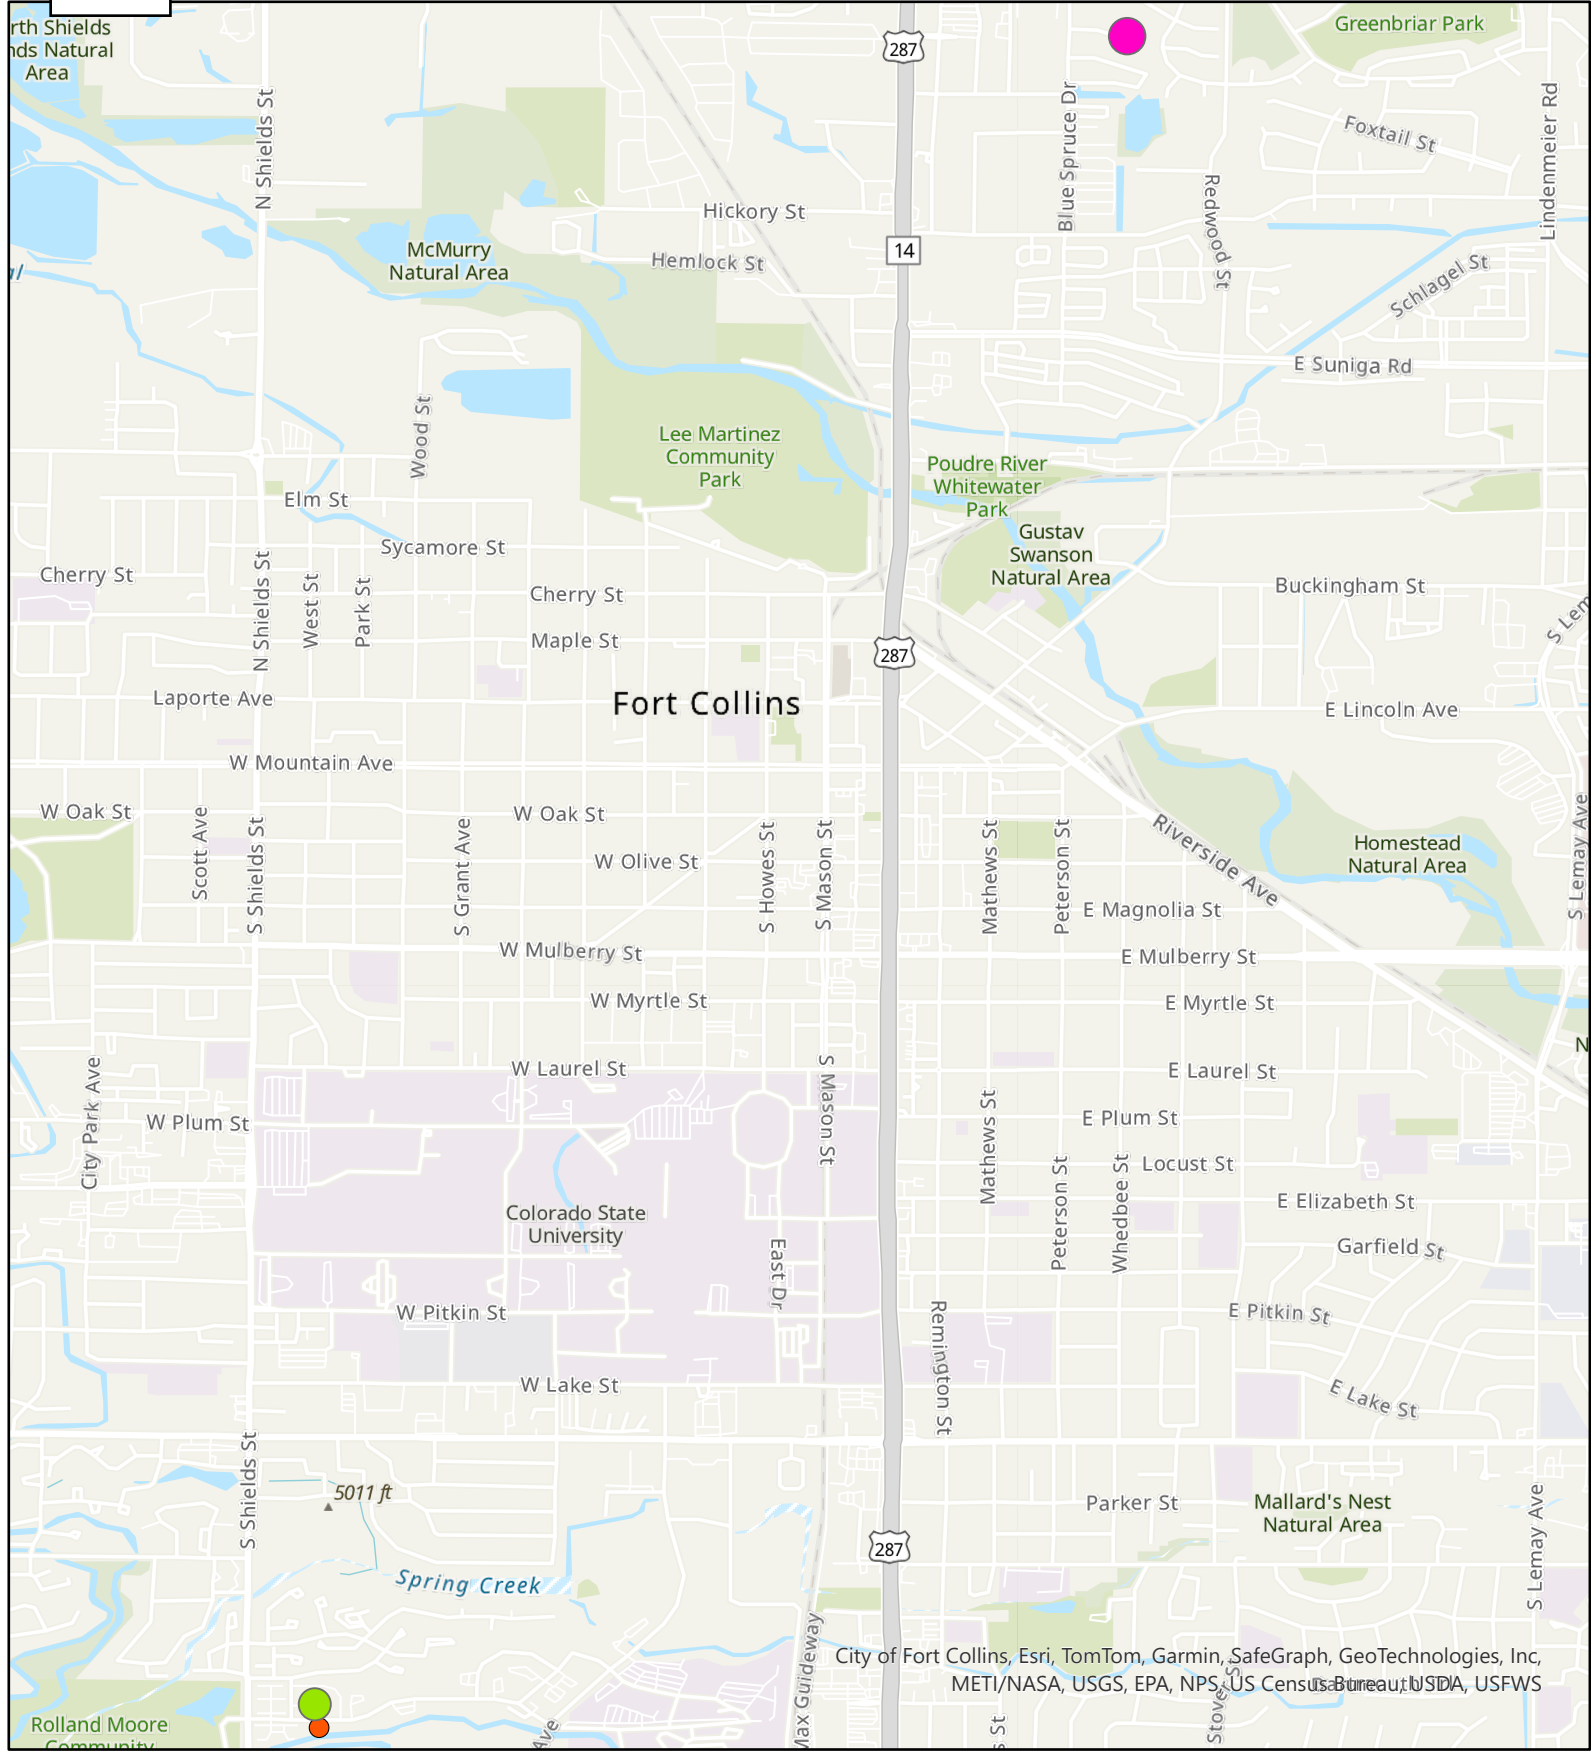 rth Shields
nds Natural
Area
287
Greenbriar Park
N Shields St
Blue Spruce Dr
Foxtail St
Lindenmeier Rd
Redwood St
Hickory St
McMurry
Natural Area
Hemlock St
14
al
Schlagel St
E Suniga Rd
Wood St
Lee Martinez
Community
Park
Poudre River
Whitewater
Park
Elm St
Gustav
Swanson
Natural Area
Sycamore St
Cherry St
N Shields St
West St
Park St
Cherry St
Buckingham St
S Lem
Maple St
287
Laporte Ave
Fort Collins
E Lincoln Ave
W Mountain Ave
W Oak St
Scott Ave
S Shields St
S Grant Ave
W Oak St
W Olive St
S Howes St
S Mason St
Mathews St
Peterson St
Riverside Ave
Homestead
Natural Area
S Lemay Ave
E Magnolia St
W Mulberry St
E Mulberry St
W Myrtle St
E Myrtle St
N
City Park Ave
W Laurel St
S Mason St
E Laurel St
W Plum St
Mathews St
E Plum St
Locust St
Peterson St
Whedbee St
E Elizabeth St
Colorado State
University
East Dr
Garfield St
W Pitkin St
Remington St
E Pitkin St
W Lake St
E Lake St
S Shields St
5011 ft
Parker St
Mallard's Nest
Natural Area
S Lemay Ave
287
Spring Creek
Max Guideway
City of Fort Collins, Esri, TomTom, Garmin, SafeGraph, GeoTechnologies, Inc,
METI/NASA, USGS, EPA, NPS, US Census Bureau, USDA, USFWS
Stover St
Rolland Moore
Community
Ave
s St